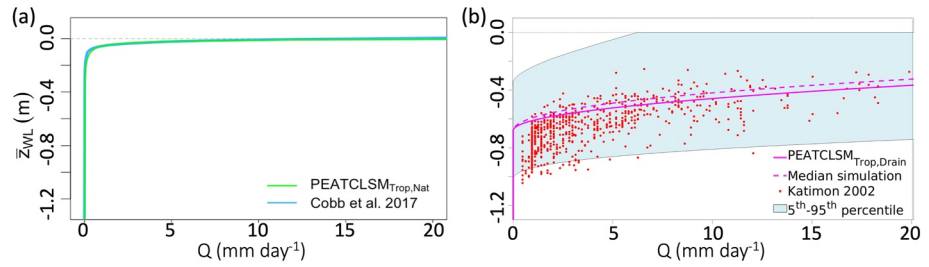 (a)
0.0
-0.4
-0.8
-1.2
z̅WL (m)
PEATCLSMTrop,Nat
Cobb et al. 2017
0 5 10 15 20
Q (mm day-1)
(b)
0.0
-0.4
-0.8
-1.2
PEATCLSMTrop,Drain
Median simulation
Katimon 2002
5th-95th percentile
0 5 10 15 20
Q (mm day-1)